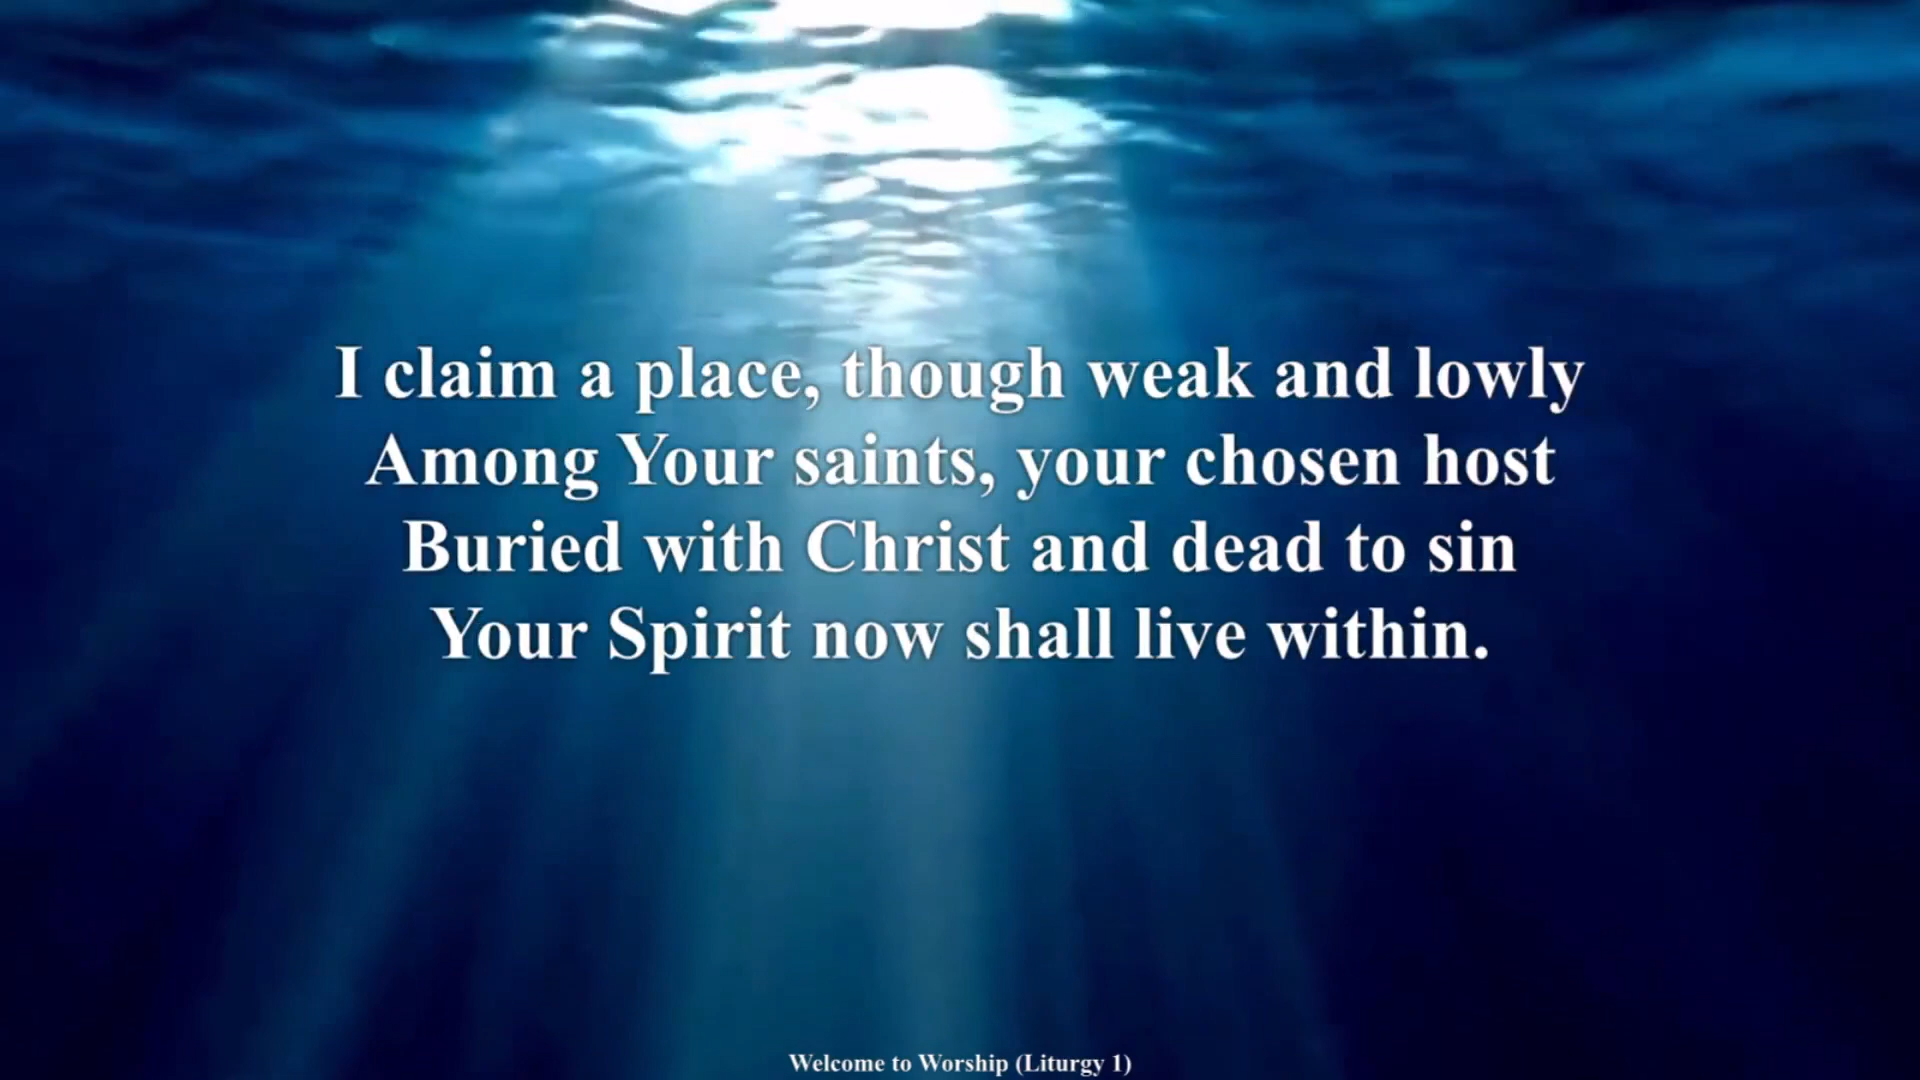 I claim a place, though weak and lowly
Among Your saints, your chosen host
Buried with Christ and dead to sin
Your Spirit now shall live within.
Welcome to Worship (Liturgy 1)